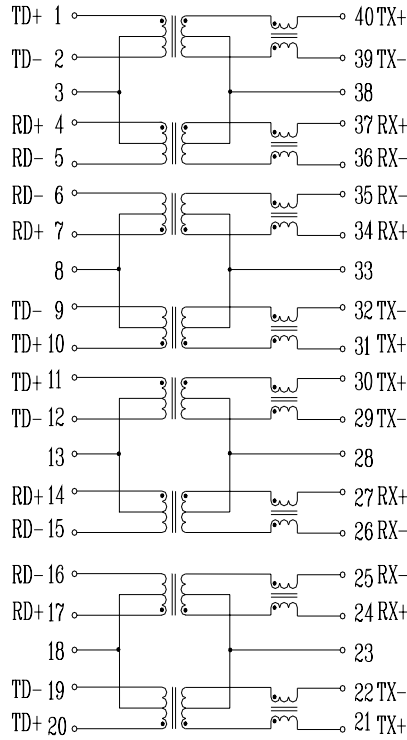 TD+ 1 40 TX+
TD- 2 39 TX-
3 38
RD+ 4 37 RX+
RD- 5 36 RX-
RD- 6 35 RX-
RD+ 7 34 RX+
8 33
TD- 9 32 TX-
TD+ 10 31 TX+
TD+ 11 30 TX+
TD- 12 29 TX-
13 28
RD+ 14 27 RX+
RD- 15 26 RX-
RD- 16 25 RX-
RD+ 17 24 RX+
18 23
TD- 19 22 TX-
TD+ 20 21 TX+